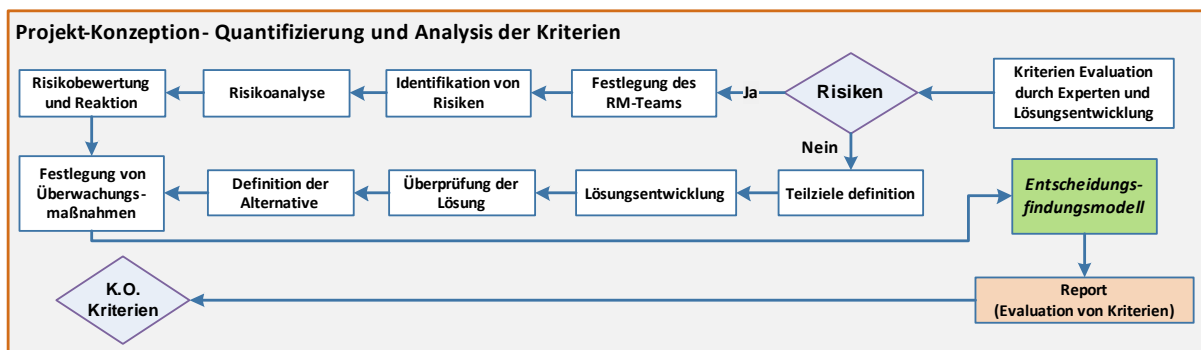 Projekt-Konzeption- Quantifizierung und Analysis der Kriterien
Risikobewertung
und Reaktion
Risikoanalyse
Identifikation von
Risiken
Festlegung des
RM-Teams
Ja
Risiken
Kriterien Evaluation
durch Experten und
Lösungsentwicklung
Nein
Festlegung von
Überwachungs-
maßnahmen
Definition der
Alternative
Überprüfung der
Lösung
Lösungsentwicklung
Teilziele definition
Entscheidungs-
findungsmodell
K.O.
Kriterien
Report
(Evaluation von Kriterien)